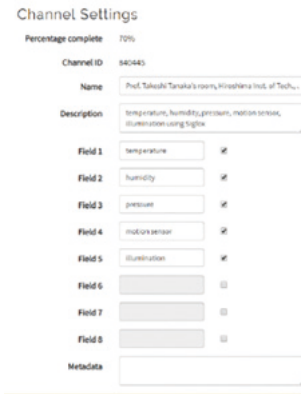 Channel Settings
Percentage complete 70%
Channel ID 840445
Name Prof. Takeshi Tanaka's room, Hiroshima Inst. of Tech., .
Description temperature, humidity,pressure, motion sensor,
illumination using Sigfox
Field 1 temperature
Field 2 humidity
Field 3 pressure
Field 4 motion sensor
Field 5 illumination
Field 6
Field 7
Field 8
Metadata